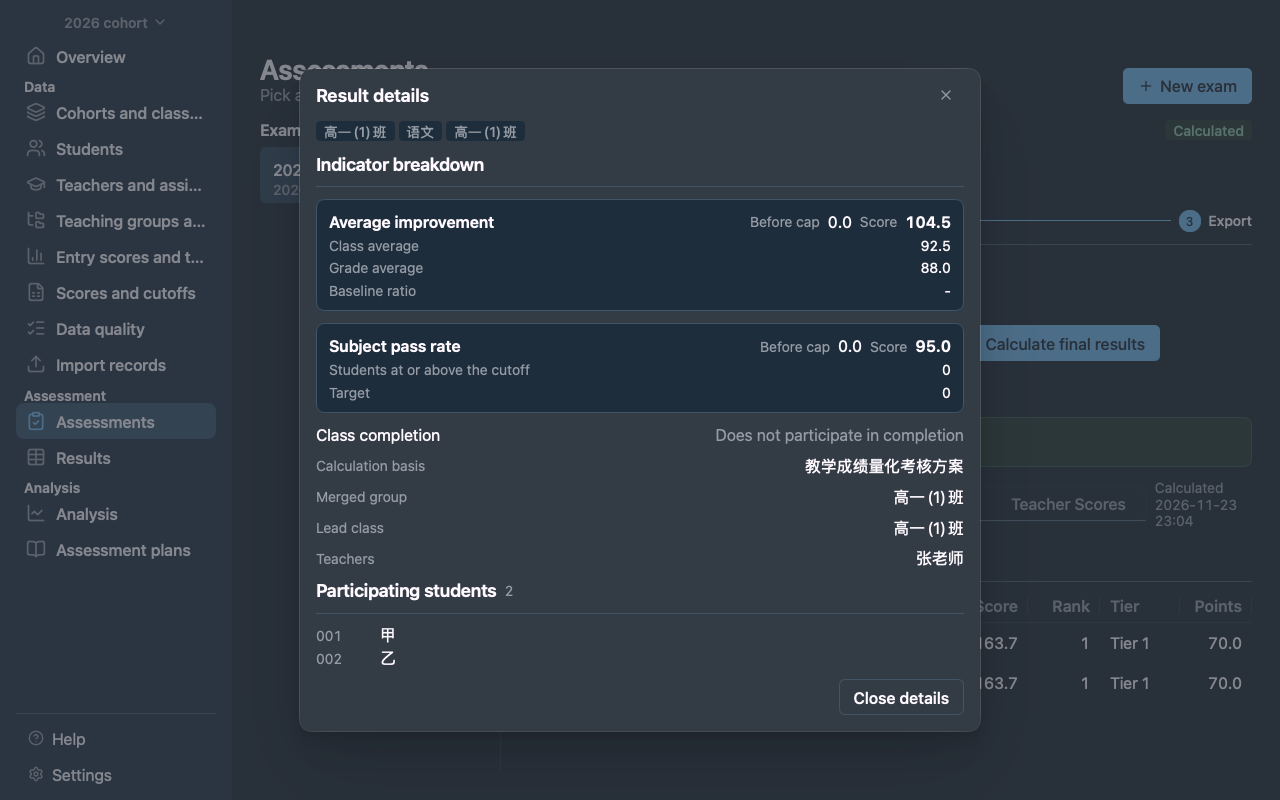 2026 cohort
Overview
Data
Cohorts and class...
Students
Teachers and assi...
Teaching groups a...
Entry scores and t...
Scores and cutoffs
Data quality
Import records
Assessment
Assessments
Results
Analysis
Analysis
Assessment plans
Help
Settings
Assessments
Pick a
New exam
Exam
Calculated
202
202
3 Export
Calculate final results
Teacher Scores
Calculated
2026-11-23
23:04
Score Rank Tier Points
163.7 1 Tier 1 70.0
163.7 1 Tier 1 70.0
Result details
高一 (1) 班 语文 高一 (1) 班
Indicator breakdown
Average improvement Before cap 0.0 Score 104.5
Class average 92.5
Grade average 88.0
Baseline ratio -
Subject pass rate Before cap 0.0 Score 95.0
Students at or above the cutoff 0
Target 0
Class completion Does not participate in completion
Calculation basis 教学成绩量化考核方案
Merged group 高一 (1) 班
Lead class 高一 (1) 班
Teachers 张老师
Participating students 2
001 甲
002 乙
Close details